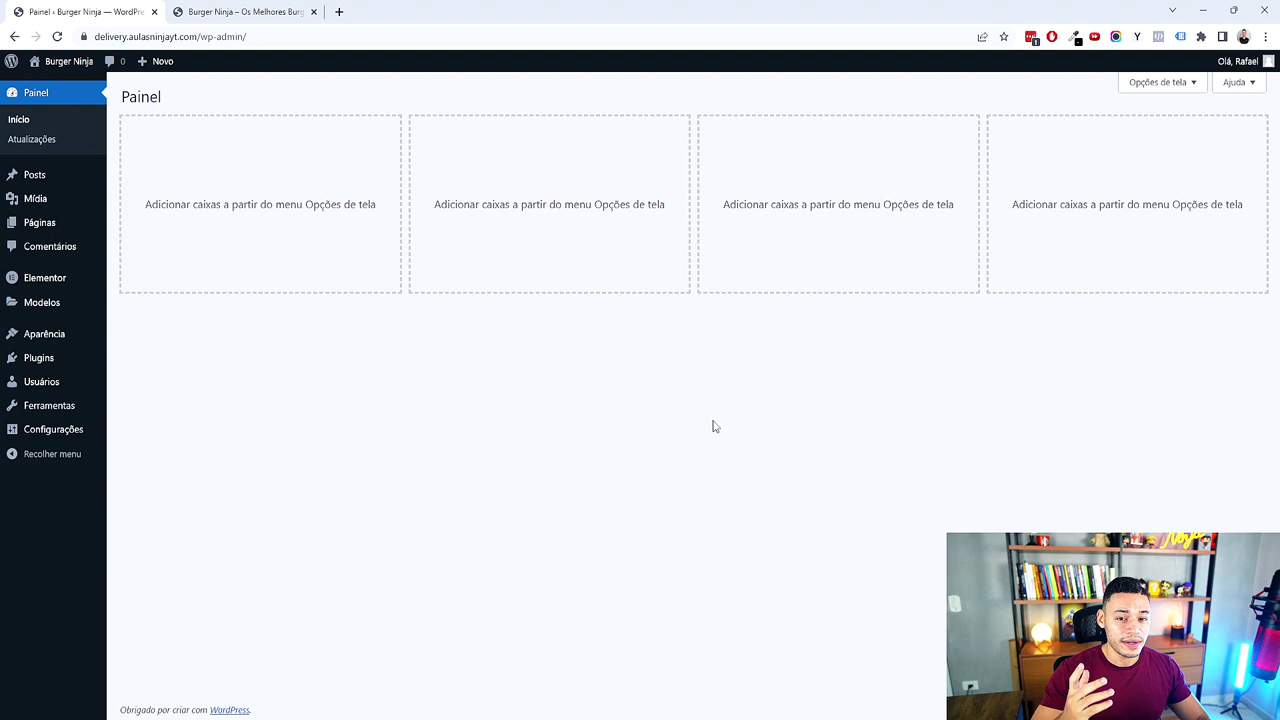 Painel ‹ Burger Ninja — WordPre
Burger Ninja – Os Melhores Burg
delivery.aulasninjayt.com/wp-admin/
Burger Ninja
0
Novo
Olá, Rafael
Painel
Início
Atualizações
Posts
Mídia
Páginas
Comentários
Elementor
Modelos
Aparência
Plugins
Usuários
Ferramentas
Configurações
Recolher menu
Painel
Opções de tela
Ajuda
Adicionar caixas a partir do menu Opções de tela
Adicionar caixas a partir do menu Opções de tela
Adicionar caixas a partir do menu Opções de tela
Adicionar caixas a partir do menu Opções de tela
Obrigado por criar com WordPress.